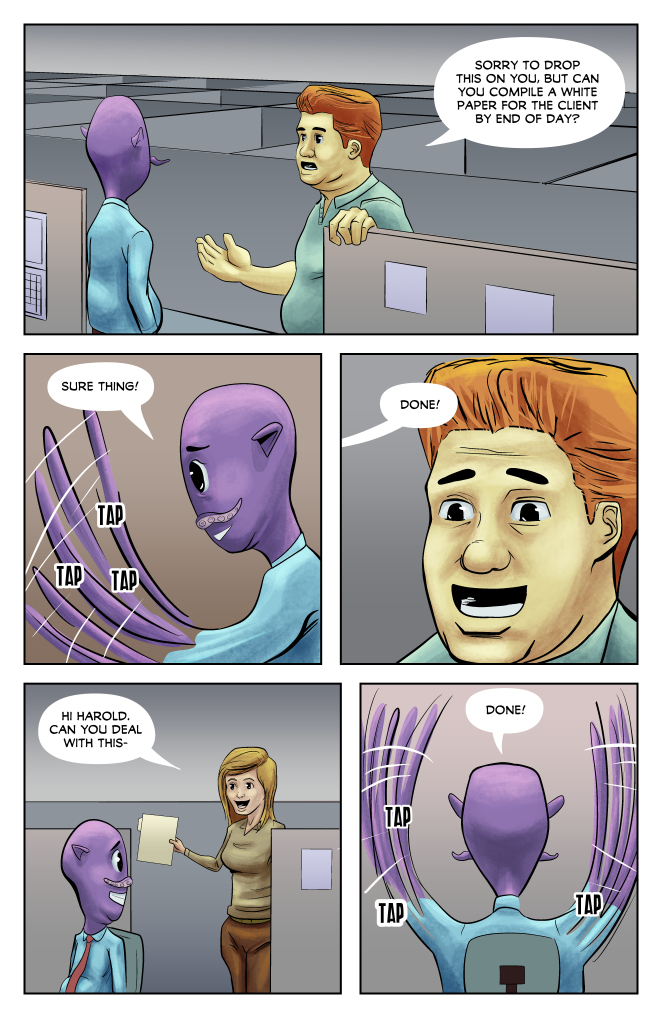 SORRY TO DROP
THIS ON YOU, BUT CAN
YOU COMPILE A WHITE
PAPER FOR THE CLIENT
BY END OF DAY?
SURE THING!
TAP
TAP
TAP
DONE!
HI HAROLD.
CAN YOU DEAL
WITH THIS-
DONE!
TAP
TAP
TAP